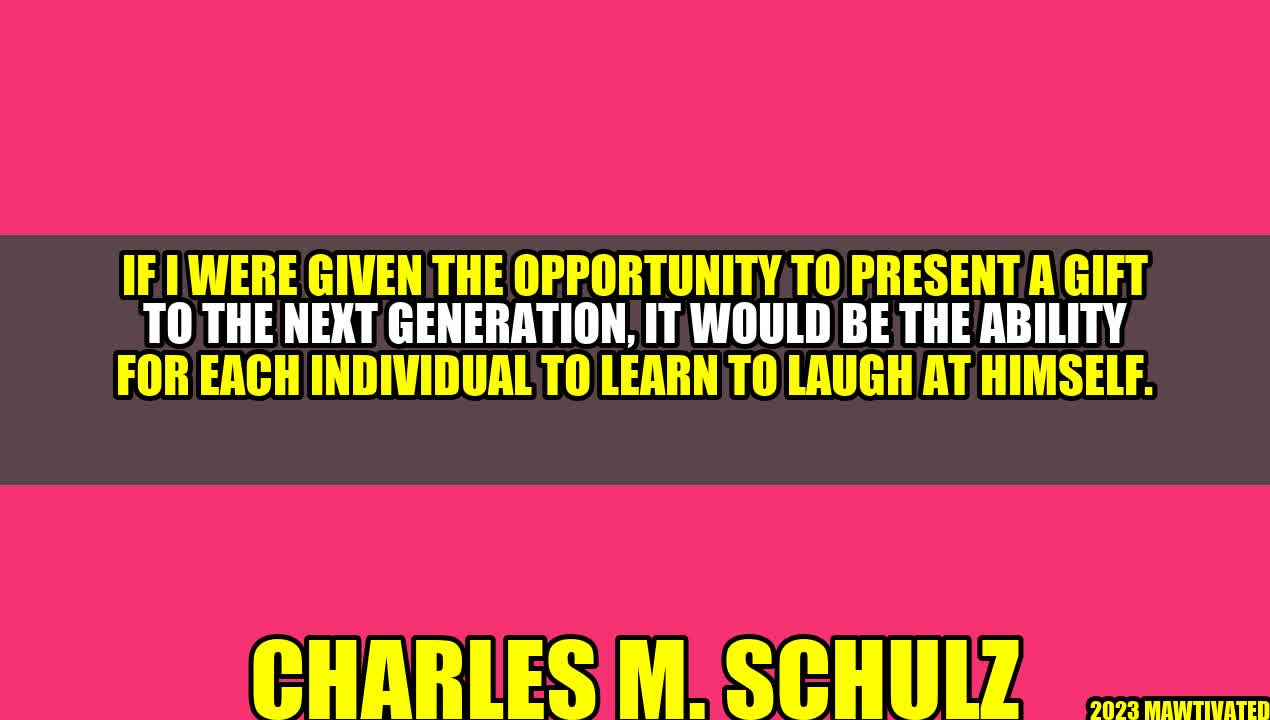 IF I WERE GIVEN THE OPPORTUNITY TO PRESENT A GIFT
TO THE NEXT GENERATION, IT WOULD BE THE ABILITY
FOR EACH INDIVIDUAL TO LEARN TO LAUGH AT HIMSELF.
CHARLES M. SCHULZ
2023 MAWTIVATED